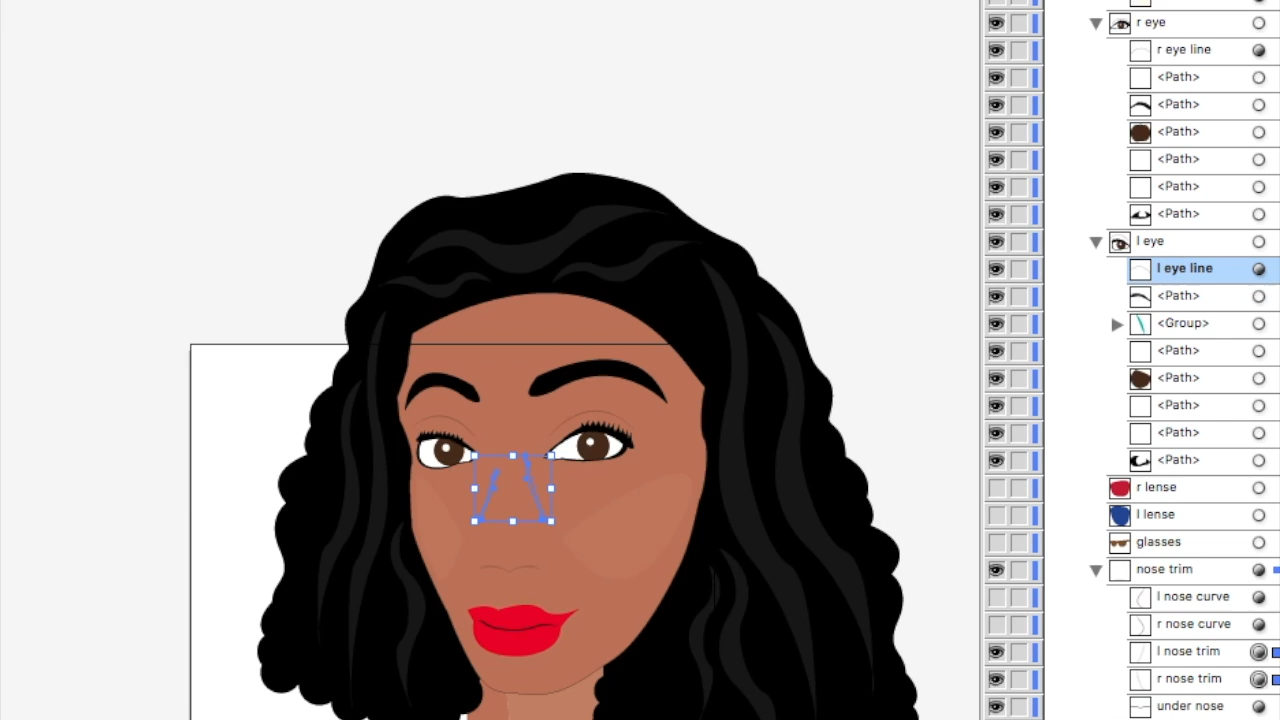 r eye
r eye line
<Path>
<Path>
<Path>
<Path>
<Path>
<Path>
l eye
l eye line
<Path>
<Group>
<Path>
<Path>
<Path>
<Path>
<Path>
r lense
l lense
glasses
nose trim
l nose curve
r nose curve
l nose trim
r nose trim
under nose